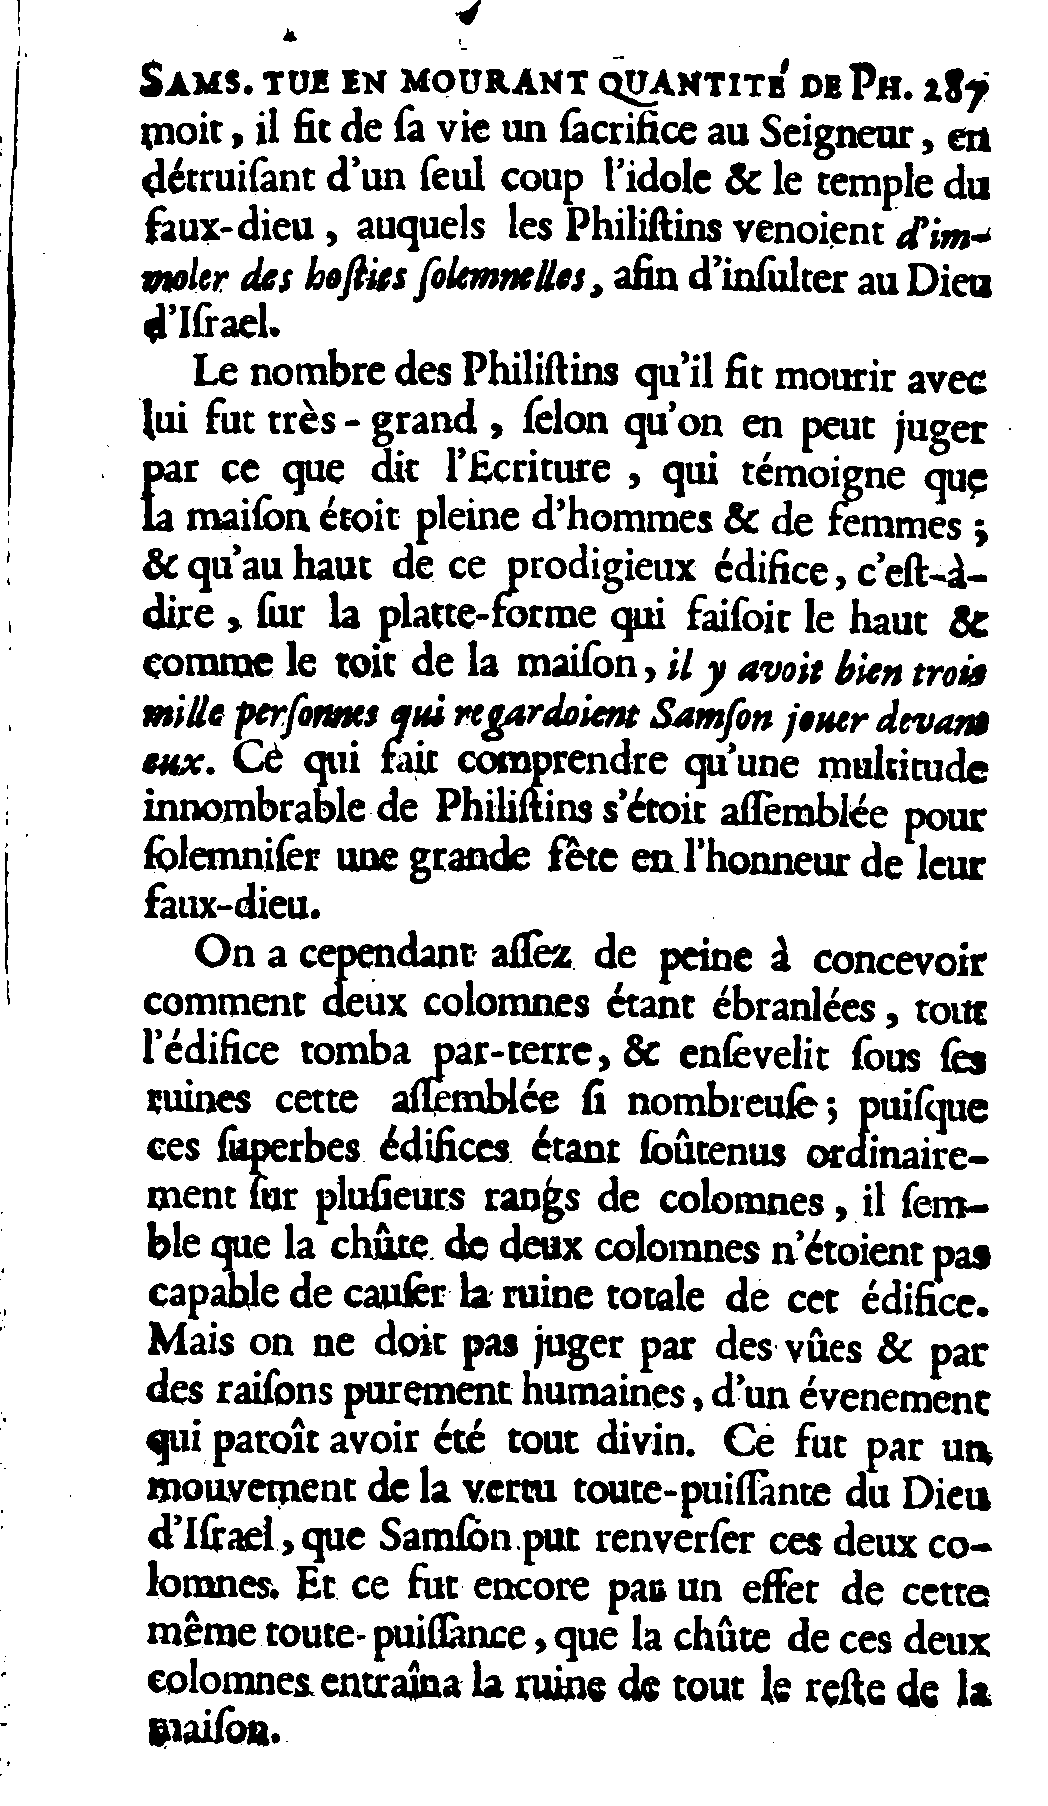 SAMS. TUE EN MOURANT QUANTITÉ DE PH. 287
moit, il fit de ſa vie un ſacrifice au Seigneur, en
détruiſant d'un ſeul coup l'idole & le temple du
faux-dieu, auquels les Philiſtins venoient d'im-
moler des hoſties ſolemnelles, afin d'inſulter au Dieu
d'Iſrael.
Le nombre des Philiſtins qu'il fit mourir avec
lui fut très-grand, ſelon qu'on en peut juger
par ce que dit l'Ecriture, qui témoigne que
la maiſon étoit pleine d'hommes & de femmes;
& qu'au haut de ce prodigieux édifice, c'eſt-à-
dire, ſur la platte-forme qui faiſoit le haut &
comme le toit de la maiſon, il y avoit bien trois
mille perſonnes qui regardoient Samſon jouer devant
eux. Ce qui fait comprendre qu'une multitude
innombrable de Philiſtins s'étoit aſſemblée pour
ſolemniſer une grande fête en l'honneur de leur
faux-dieu.
On a cependant aſſez de peine à concevoir
comment deux colomnes étant ébranlées, tout
l'édifice tomba par-terre, & enſevelit ſous ſes
ruines cette aſſemblée ſi nombreuſe; puiſque
ces ſuperbes édifices étant ſoûtenus ordinaire-
ment ſur pluſieurs rangs de colomnes, il ſem-
ble que la chûte de deux colomnes n'étoient pas
capable de cauſer la ruine totale de cet édifice.
Mais on ne doit pas juger par des vûes & par
des raiſons purement humaines, d'un évenement
qui paroît avoir été tout divin. Ce fut par un
mouvement de la vertu toute-puiſſante du Dieu
d'Iſrael, que Samſon put renverſer ces deux co-
lomnes. Et ce fut encore par un effet de cette
même toute-puiſſance, que la chûte de ces deux
colomnes entraîna la ruine de tout le reſte de la
maiſon.